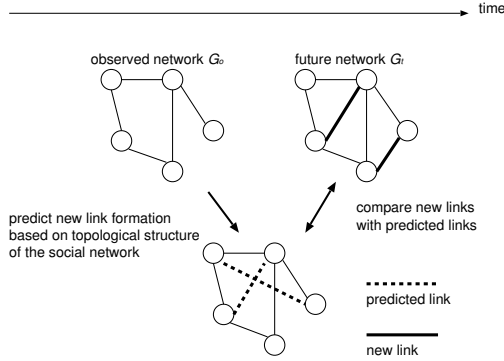 time
observed network Go
future network Gt
predict new link formation
based on topological structure
of the social network
compare new links
with predicted links
predicted link
new link